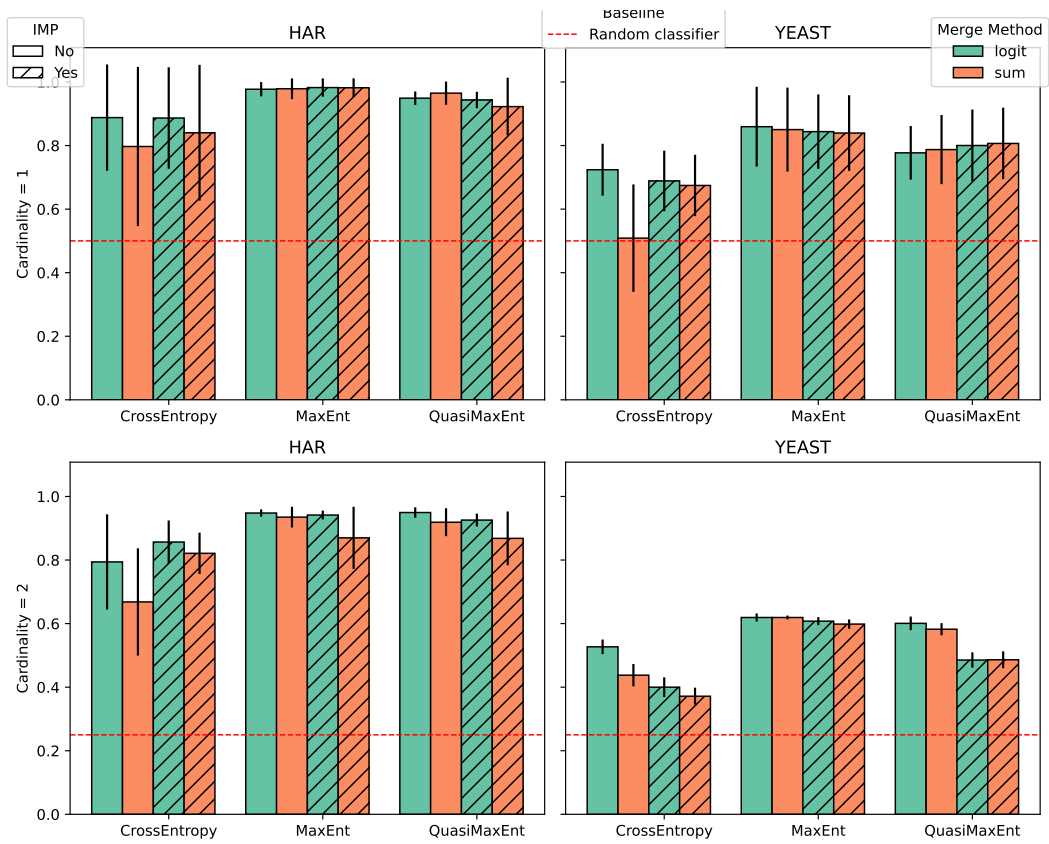 IMP
No
Yes
HAR
Baseline
Random classifier
YEAST
Merge Method
logit
sum
Cardinality = 1
1.0
0.8
0.6
0.4
0.2
0.0
CrossEntropy MaxEnt QuasiMaxEnt
CrossEntropy MaxEnt QuasiMaxEnt
HAR
YEAST
Cardinality = 2
1.0
0.8
0.6
0.4
0.2
0.0
CrossEntropy MaxEnt QuasiMaxEnt
CrossEntropy MaxEnt QuasiMaxEnt